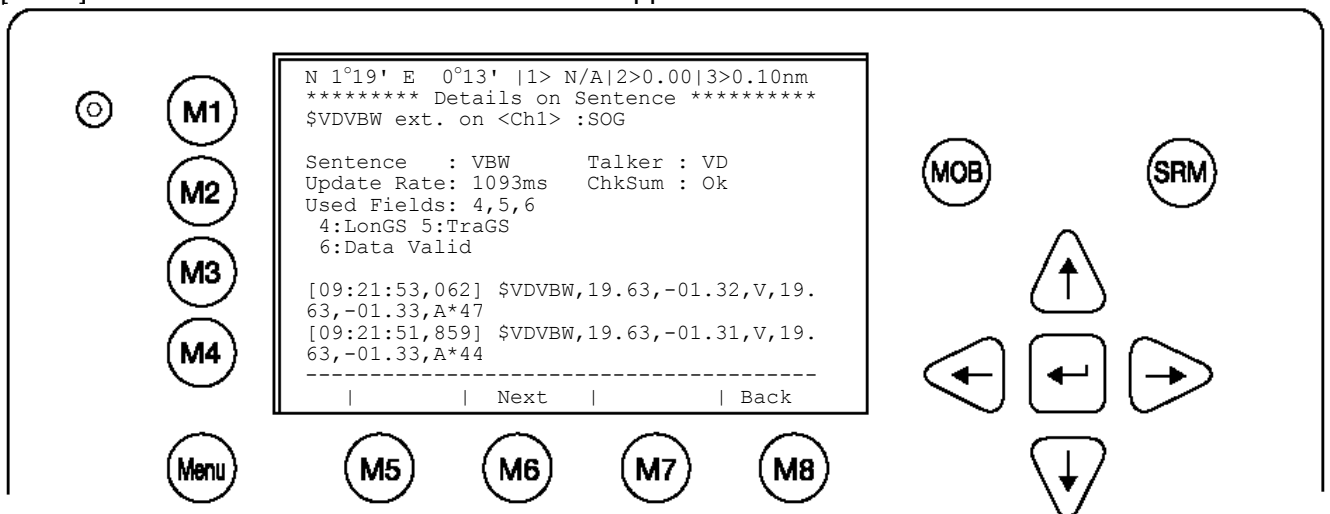 N 1°19' E  0°13' |1> N/A|2>0.00|3>0.10nm
********* Details on Sentence **********
$VDVBW ext. on <Ch1> :SOG
Sentence   : VBW     Talker : VD
Update Rate: 1093ms  ChkSum : Ok
Used Fields: 4,5,6
4:LonGS 5:TraGS
6:Data Valid
[09:21:53,062] $VDVBW,19.63,-01.32,V,19.
63,-01.33,A*47
[09:21:51,859] $VDVBW,19.63,-01.31,V,19.
63,-01.33,A*44
----------------------------------------
|        | Next   |         | Back
M1
M2
M3
M4
MOB
SRM
Menu
M5
M6
M7
M8